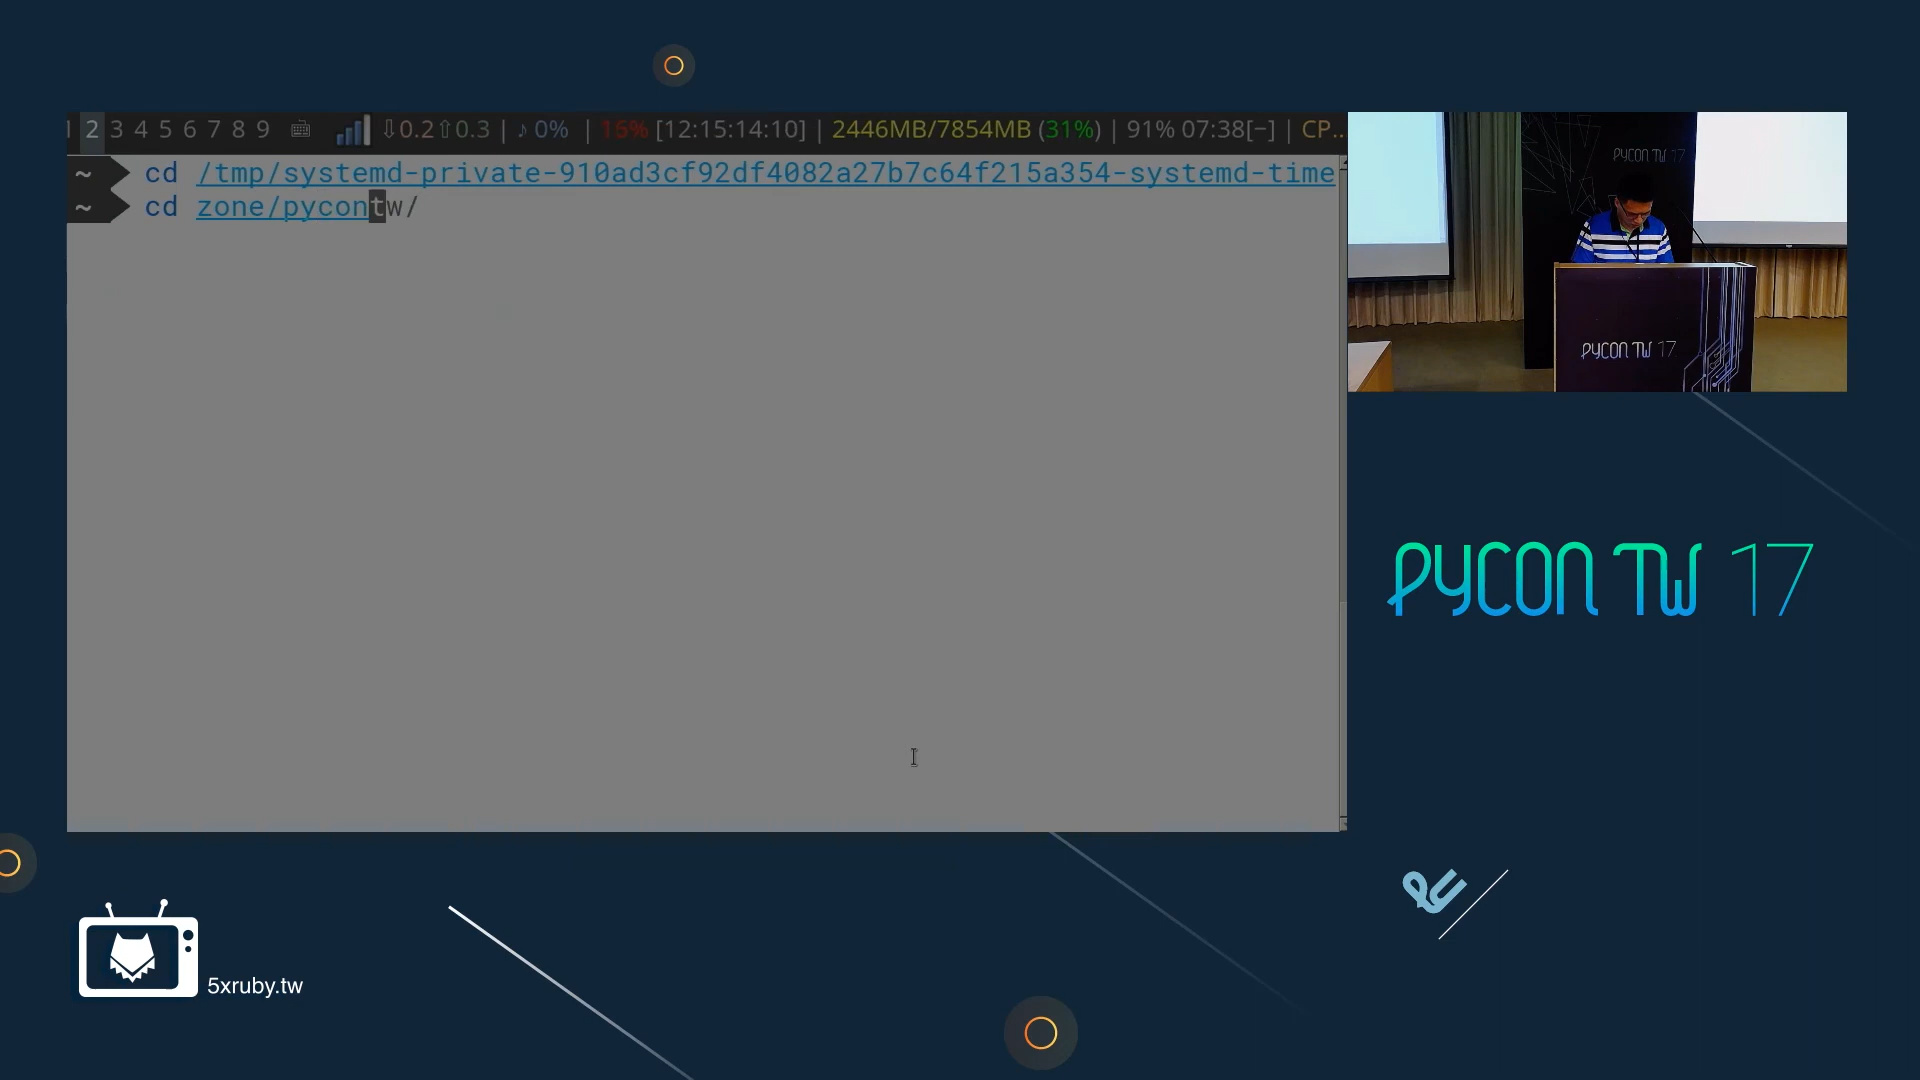 1 2 3 4 5 6 7 8 9 ⇩0.2⇧0.3 | ♪ 0% | 16% [12:15:14:10] | 2446MB/7854MB (31%) | 91% 07:38[−] | CP..
~ cd /tmp/systemd-private-910ad3cf92df4082a27b7c64f215a354-systemd-time
~ cd zone/pycontw/
PYCON TW 17
PYCON TW 17
PYCON TW 17
5xruby.tw